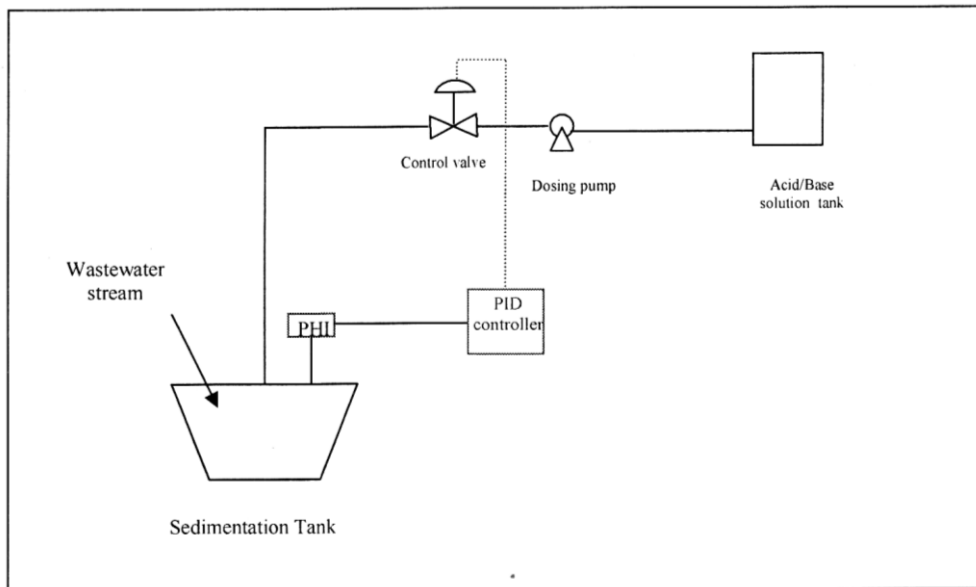 Control valve
Dosing pump
Acid/Base
solution tank
Wastewater
stream
PHI
PID
controller
Sedimentation Tank